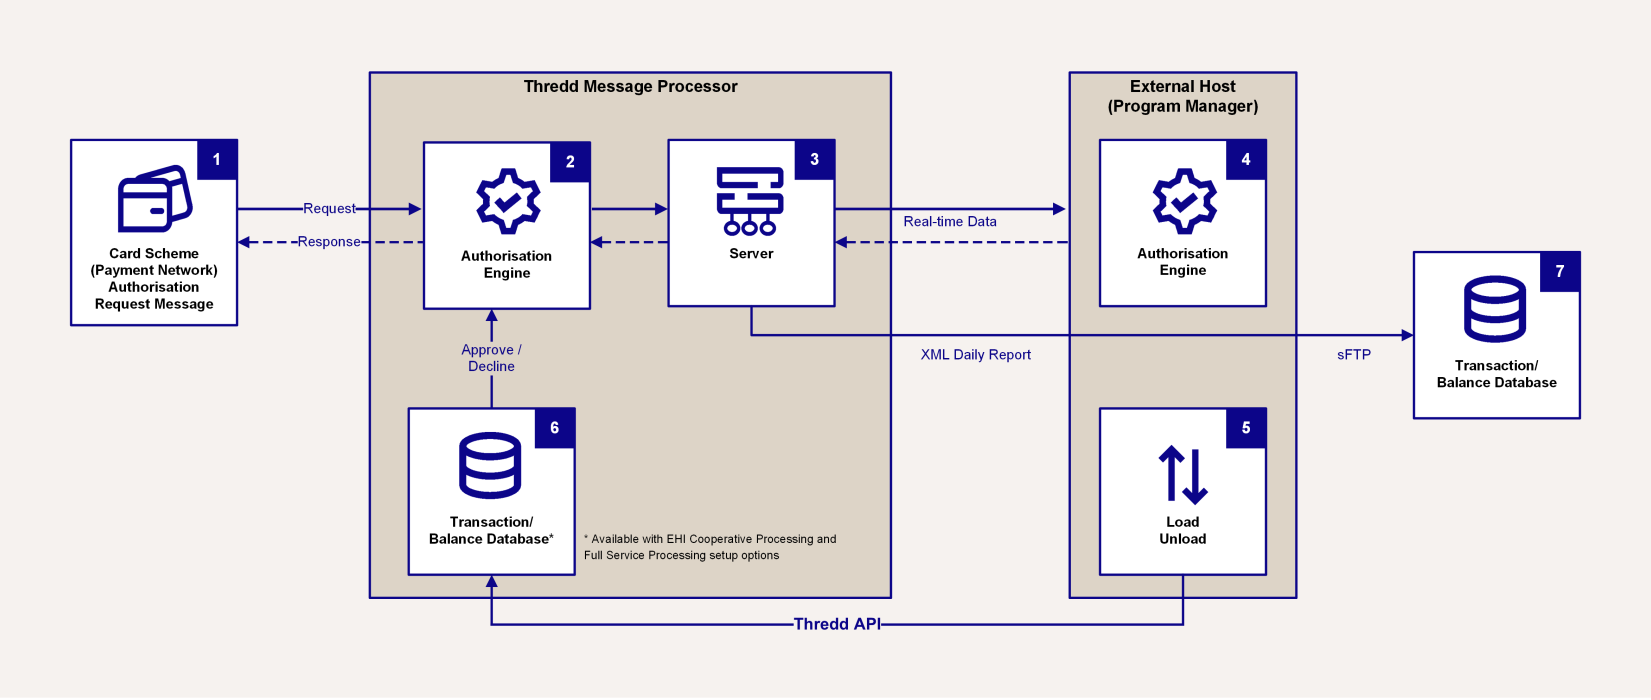 Thredd Message Processor
External Host
(Program Manager)
1
Card Scheme
(Payment Network)
Authorisation
Request Message
Request
Response
2
Authorisation
Engine
3
Server
Real-time Data
4
Authorisation
Engine
7
Transaction/
Balance Database
Approve /
Decline
XML Daily Report
sFTP
6
Transaction/
Balance Database*
* Available with EHI Cooperative Processing and
Full Service Processing setup options
5
Load
Unload
Thredd API